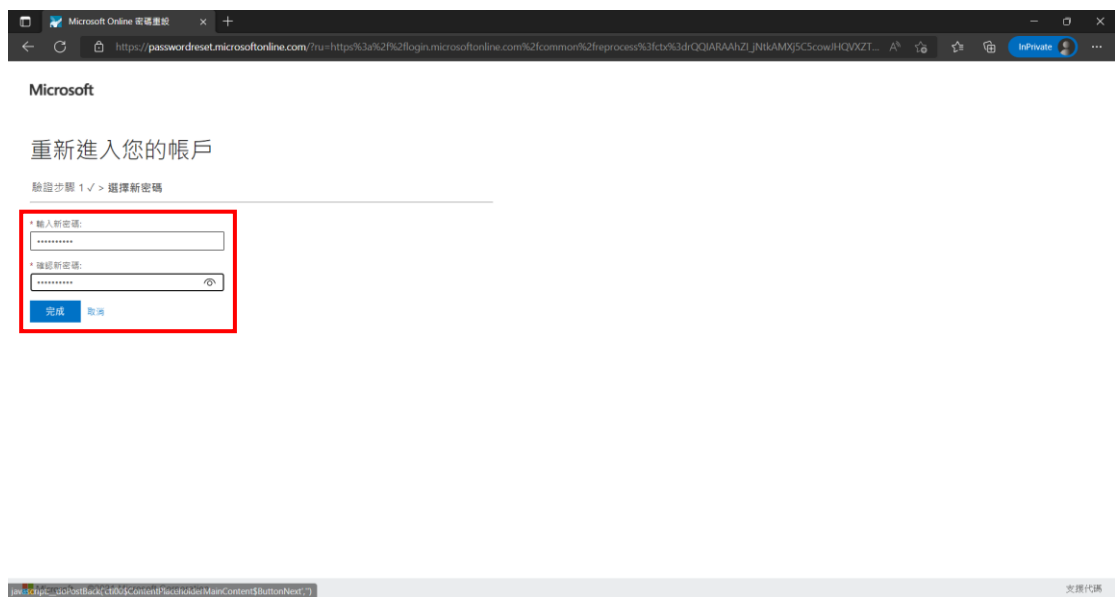 Microsoft Online 密碼重設
https://passwordreset.microsoftonline.com/?ru=https%3a%2f%2flogin.microsoftonline.com%2fcommon%2freprocess%3fctx%3drQQIARAAhZI_jNtkAMXj5C5cowJHQVXZT...
InPrivate
Microsoft
重新進入您的帳戶
驗證步驟 1 ✓ > 選擇新密碼
* 輸入新密碼:
* 確認新密碼:
完成 取消
javascript:__doPostBack('ctl00$ContentPlaceholderMainContent$ButtonNext','')
支援代碼